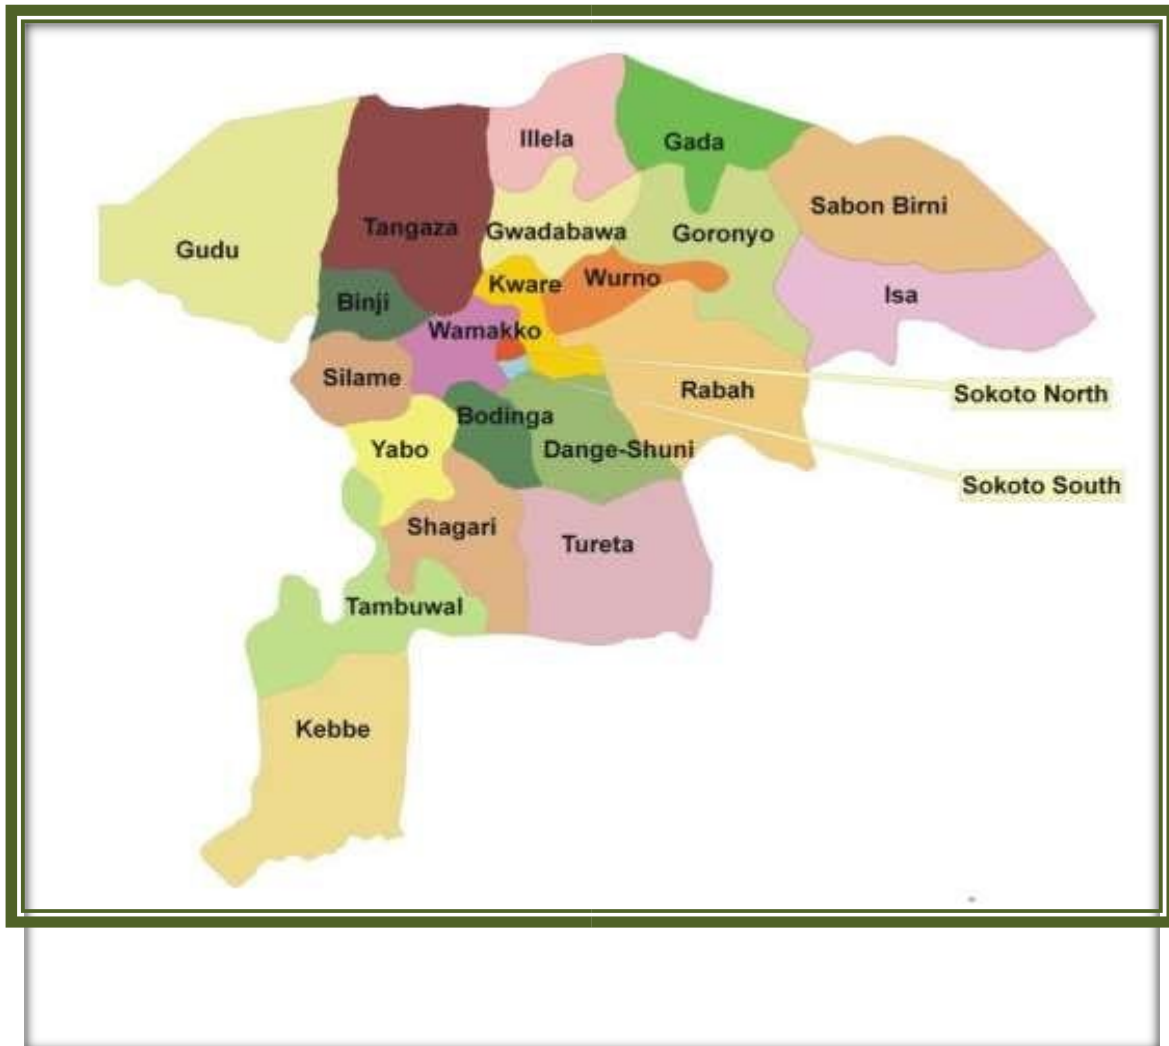 Illela
Gada
Sabon Birni
Gudu
Tangaza
Gwadabawa
Goronyo
Kware
Wurno
Isa
Binji
Wamakko
Silame
Rabah
Sokoto North
Bodinga
Yabo
Dange-Shuni
Sokoto South
Shagari
Tureta
Tambuwal
Kebbe